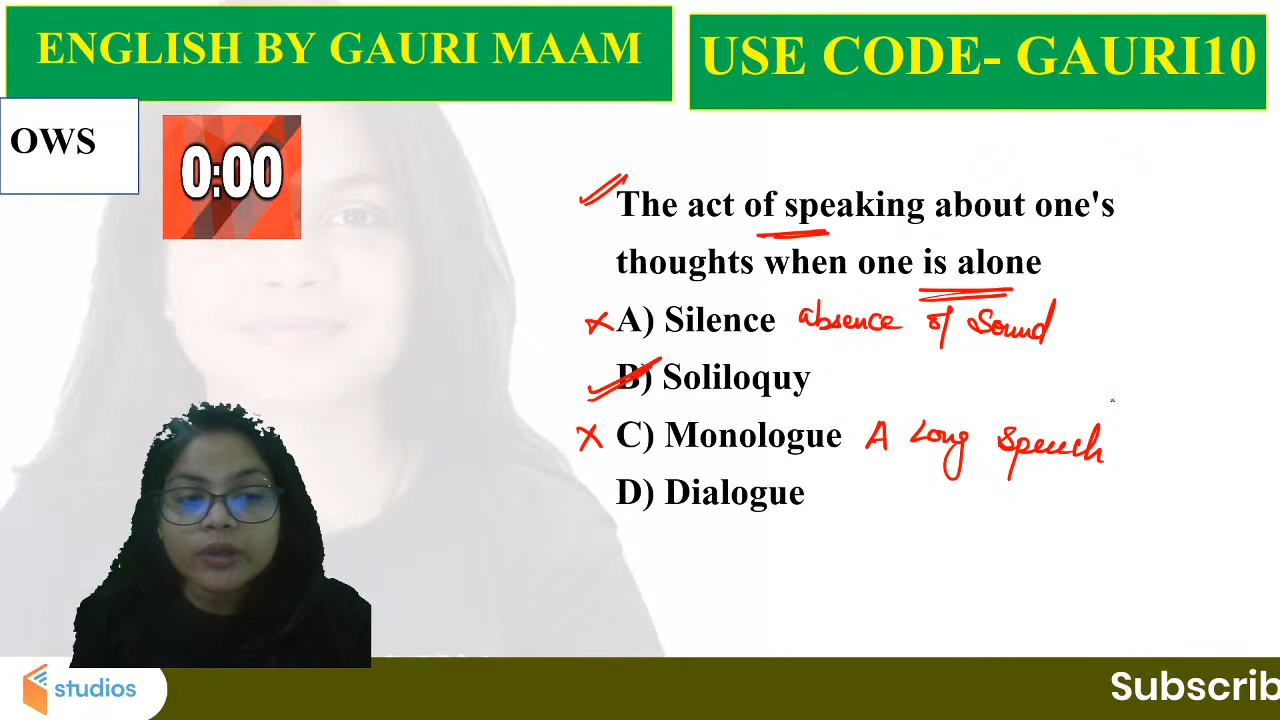 ENGLISH BY GAURI MAAM
USE CODE- GAURI10
OWS
0:00
The act of speaking about one's
thoughts when one is alone
A) Silence absence of Sound
B) Soliloquy
C) Monologue A Long Speech
D) Dialogue
studios
Subscrib